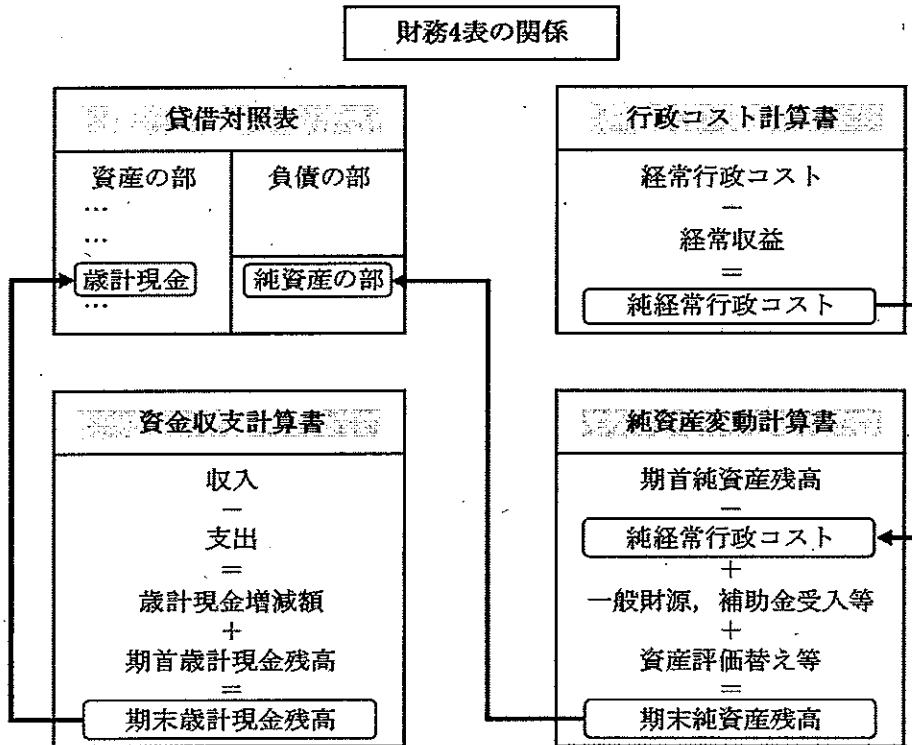 財務4表の関係
貸借対照表
資産の部
…
…
歳計現金
…
負債の部
純資産の部
行政コスト計算書
経常行政コスト
－
経常収益
＝
純経常行政コスト
資金収支計算書
収入
－
支出
＝
歳計現金増減額
＋
期首歳計現金残高
＝
期末歳計現金残高
純資産変動計算書
期首純資産残高
－
純経常行政コスト
＋
一般財源，補助金受入等
＋
資産評価替え等
＝
期末純資産残高